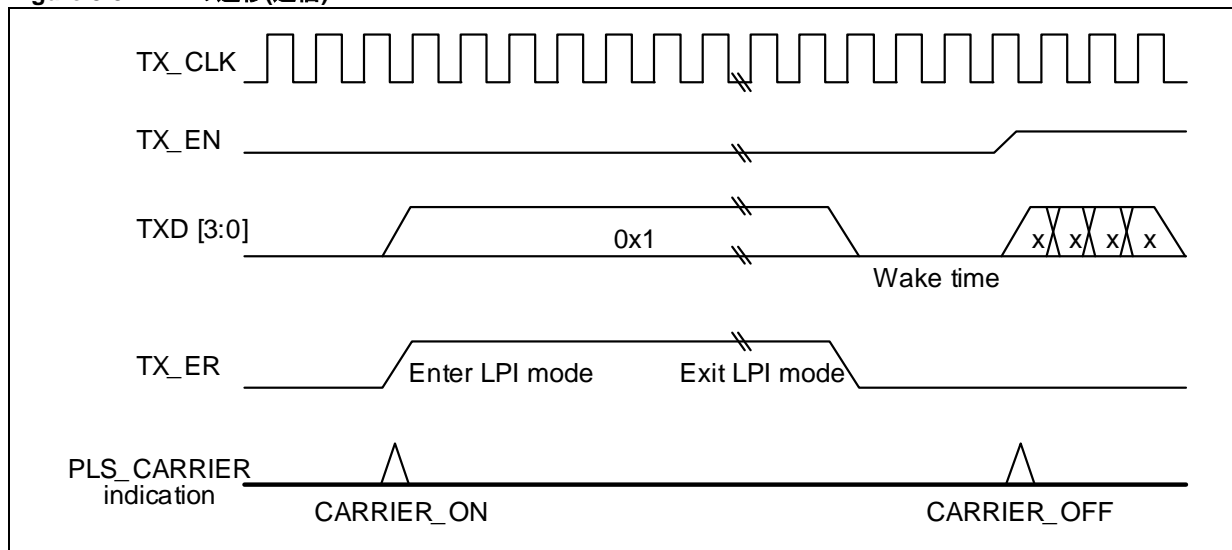 TX_CLK
TX_EN
TXD [3:0]
0x1
x x x x
Wake time
TX_ER
Enter LPI mode
Exit LPI mode
PLS_CARRIER
indication
CARRIER_ON
CARRIER_OFF